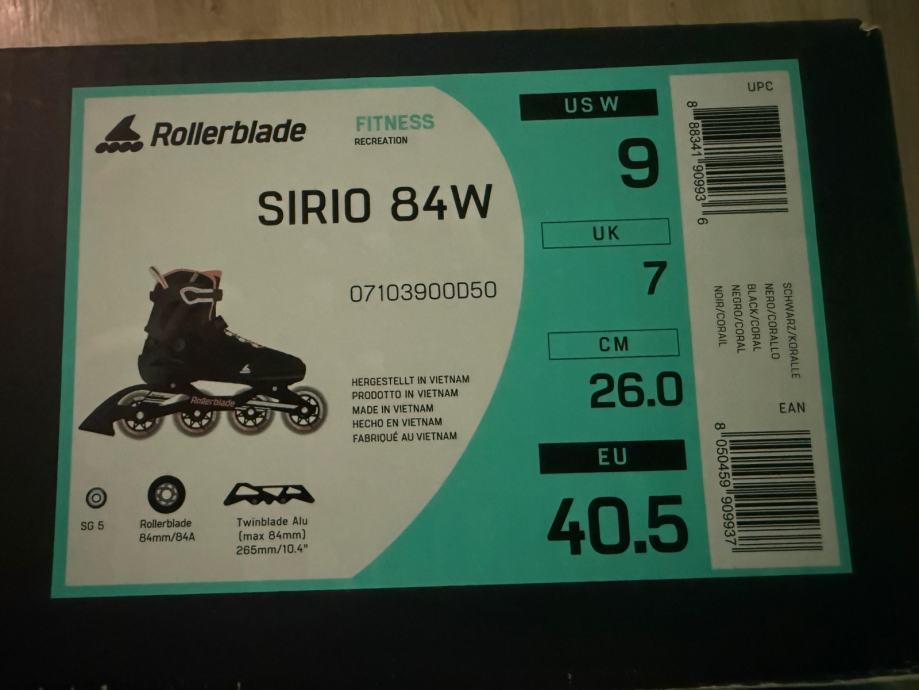 Rollerblade
FITNESS
RECREATION
SIRIO 84W
07103900D50
Rollerblade
HERGESTELLT IN VIETNAM
PRODOTTO IN VIETNAM
MADE IN VIETNAM
HECHO EN VIETNAM
FABRIQUÉ AU VIETNAM
SG 5
Rollerblade
84mm/84A
Twinblade Alu
(max 84mm)
265mm/10.4"
US W
9
UK
7
CM
26.0
EU
40.5
UPC
8 88341 90993 6
SCHWARZ/KORALLE
NERO/CORALLO
BLACK/CORAL
NEGRO/CORAL
NOIR/CORAIL
EAN
8 050459 909937